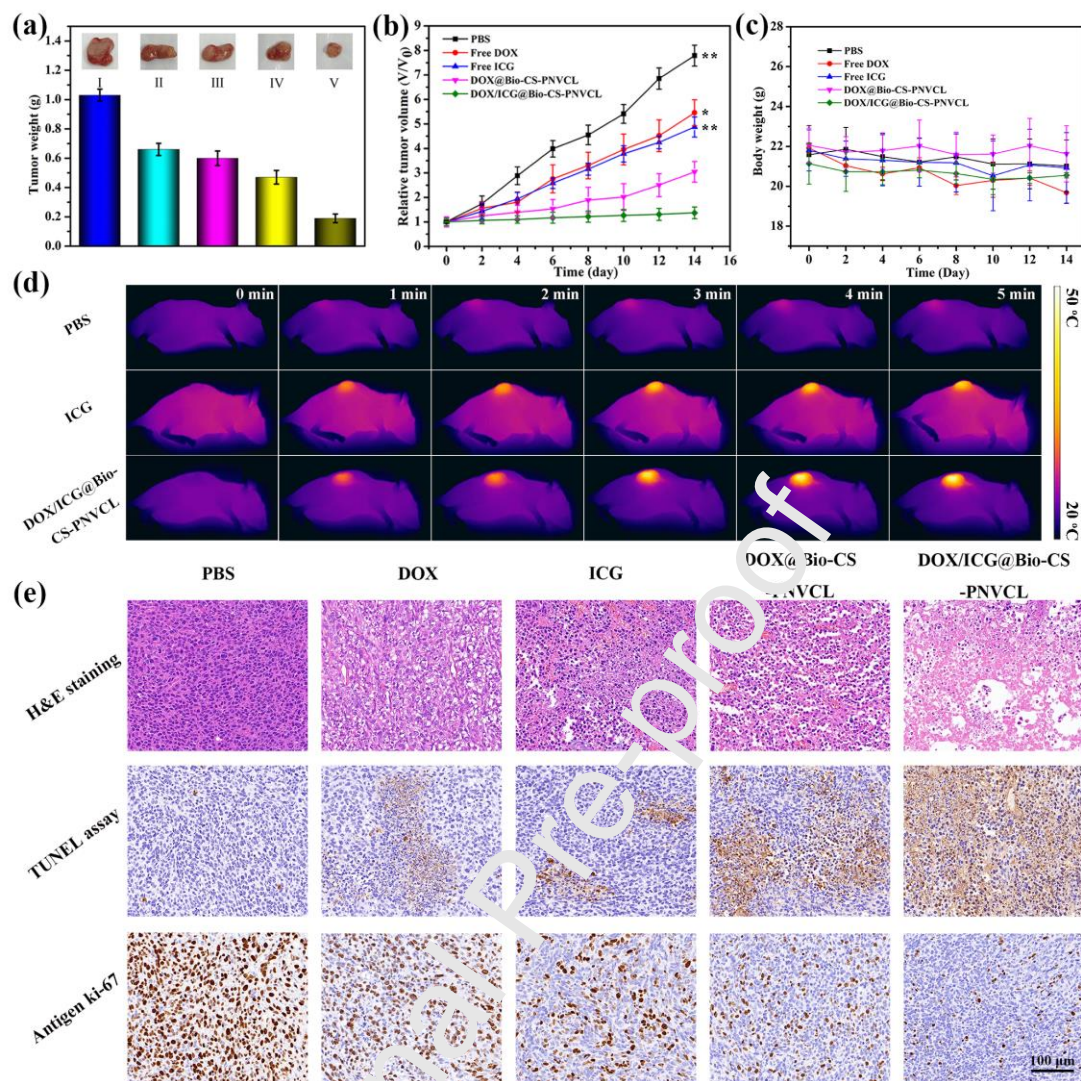 (a)
1.4
1.2
1.0
0.8
0.6
0.4
0.2
0.0
Tumor weight (g)
I
II
III
IV
V
(b)
9
8
7
6
5
4
3
2
1
0
Relative tumor volume (V/V0)
PBS
Free DOX
Free ICG
DOX@Bio-CS-PNVCL
DOX/ICG@Bio-CS-PNVCL
**
*
**
0 2 4 6 8 10 12 14 16
Time (day)
(c)
28
26
24
22
20
18
Body weight (g)
PBS
Free DOX
Free ICG
DOX@Bio-CS-PNVCL
DOX/ICG@Bio-CS-PNVCL
0 2 4 6 8 10 12 14
Time (Day)
(d)
0 min 1 min 2 min 3 min 4 min 5 min
PBS
ICG
DOX/ICG@Bio-
CS-PNVCL
50 °C
20 °C
(e)
PBS
DOX
ICG
DOX@Bio-CS
-PNVCL
DOX/ICG@Bio-CS
-PNVCL
H&E staining
TUNEL assay
Antigen ki-67
100 μm
nal Pre-proof